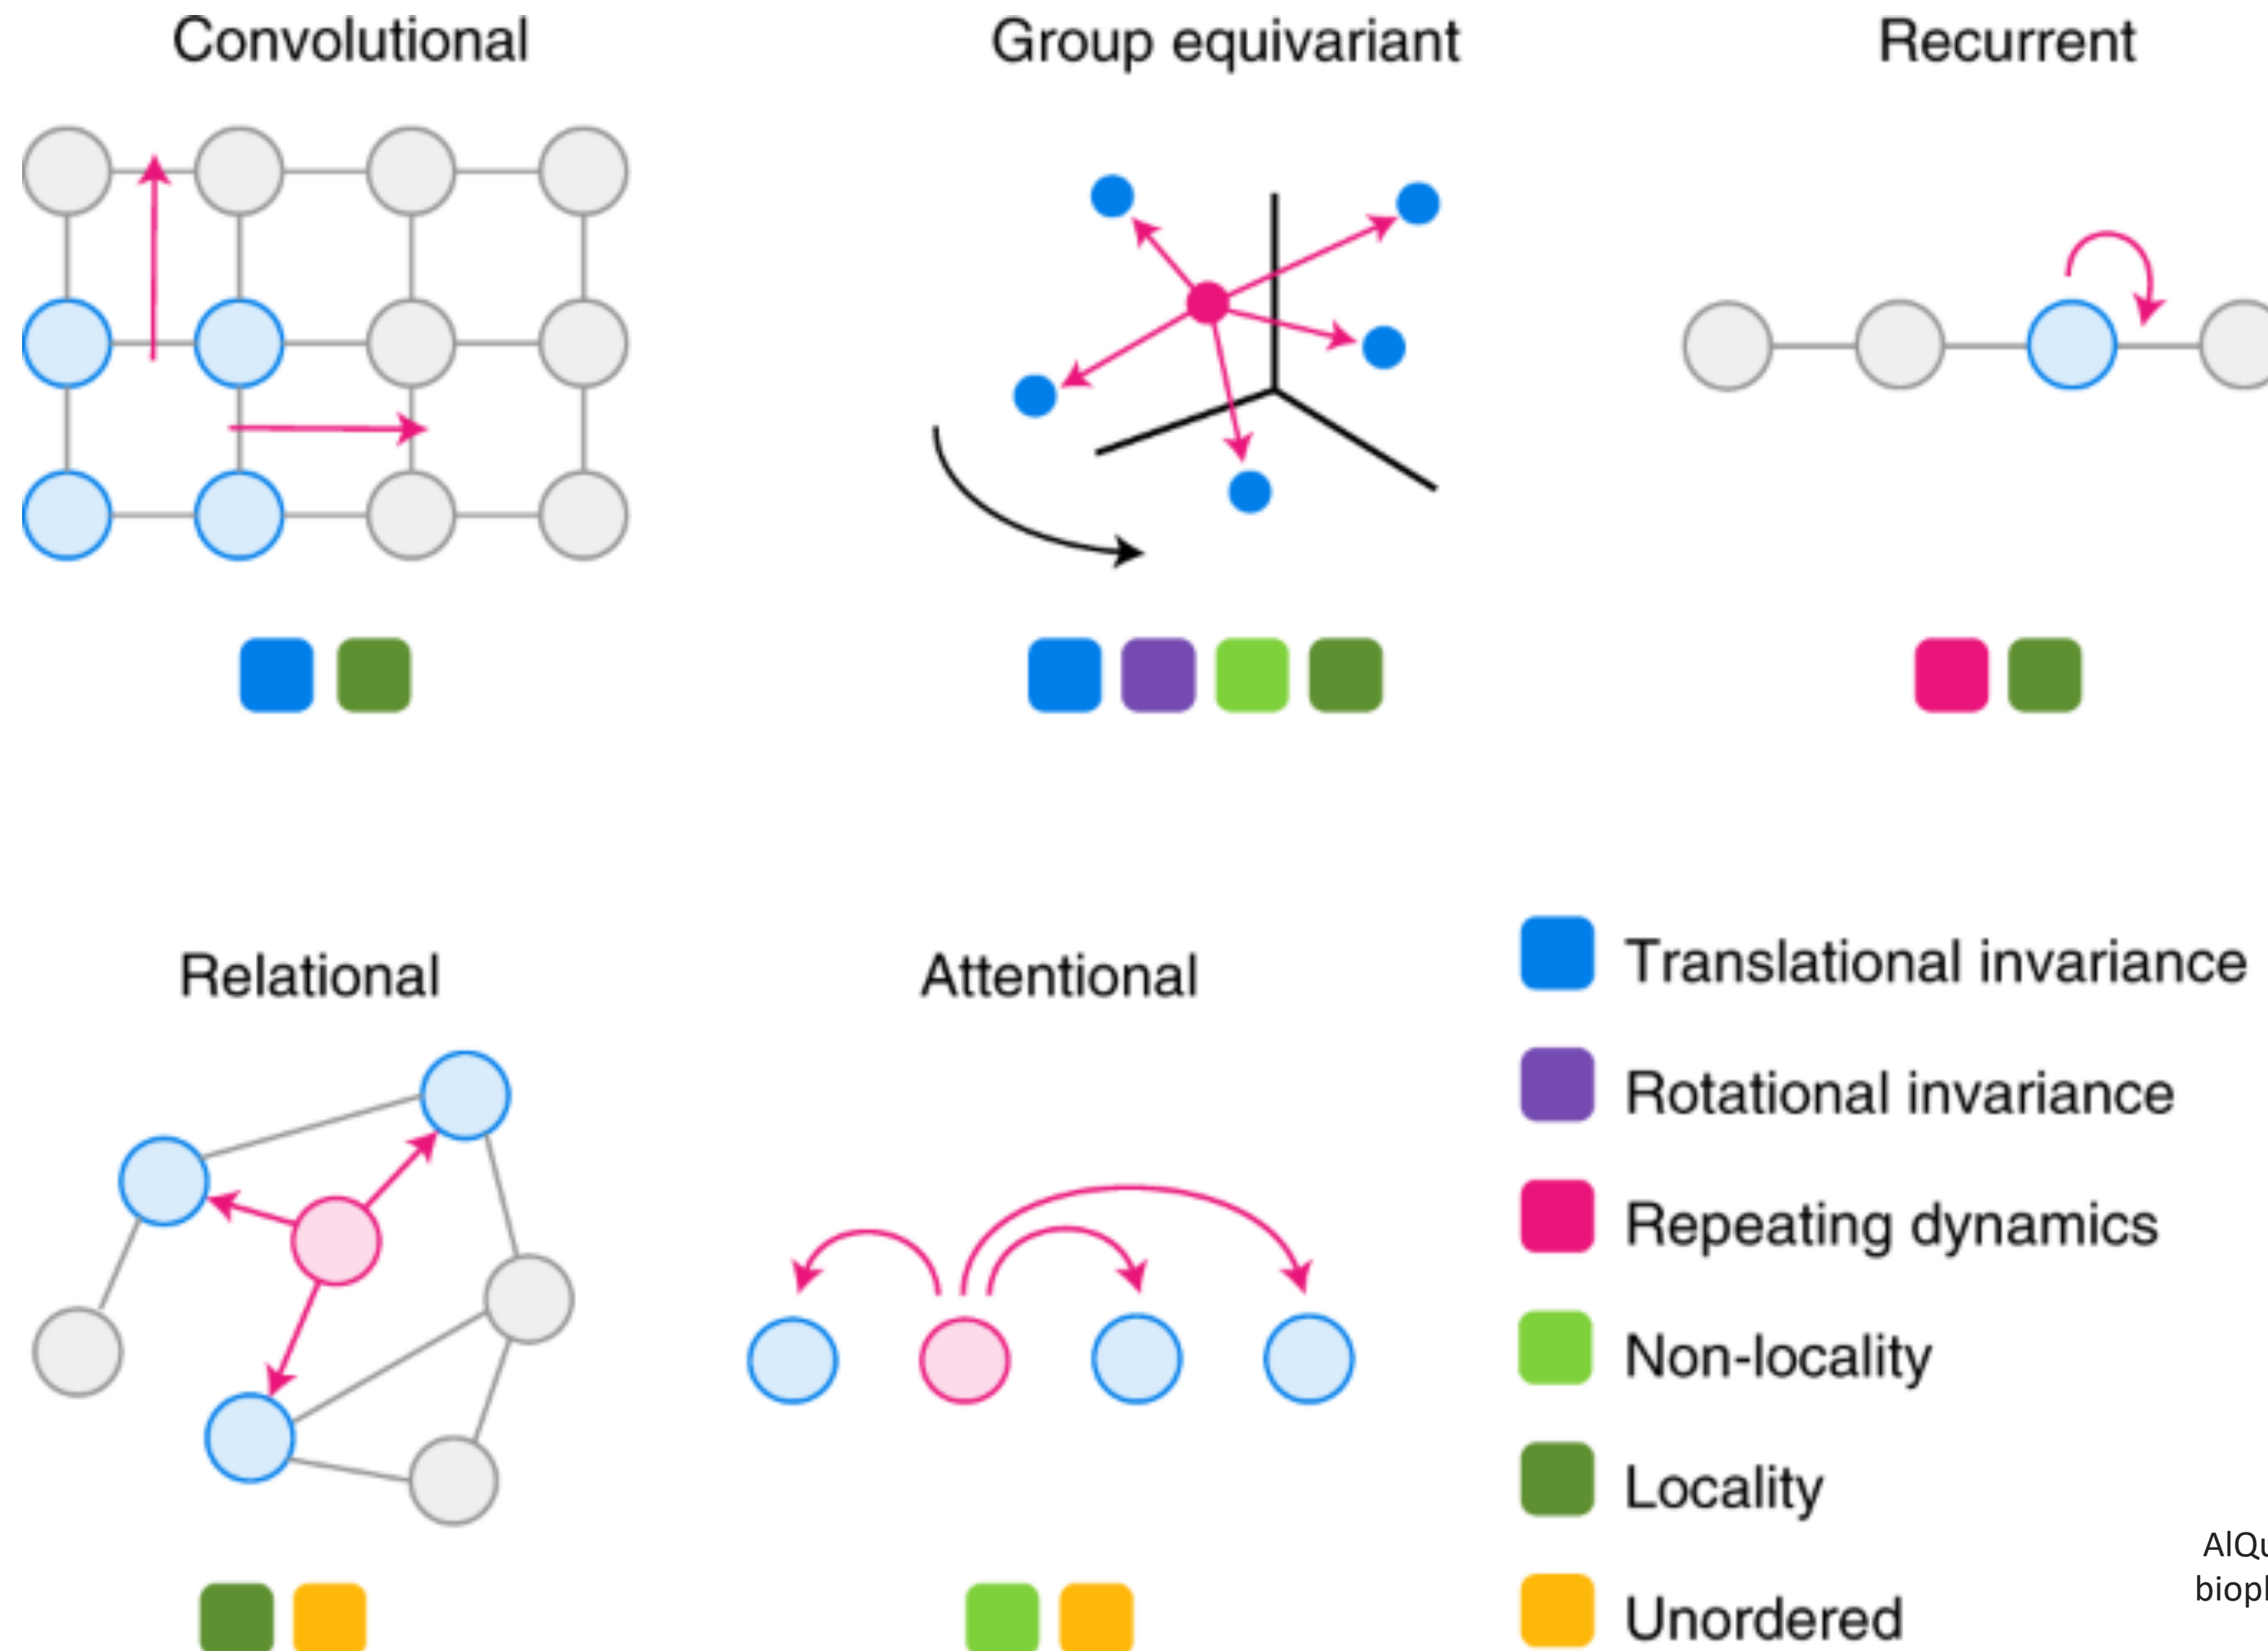 Convolutional
Group equivariant
Recurrent
Relational
Attentional
Translational invariance
Rotational invariance
Repeating dynamics
Non-locality
Locality
Unordered